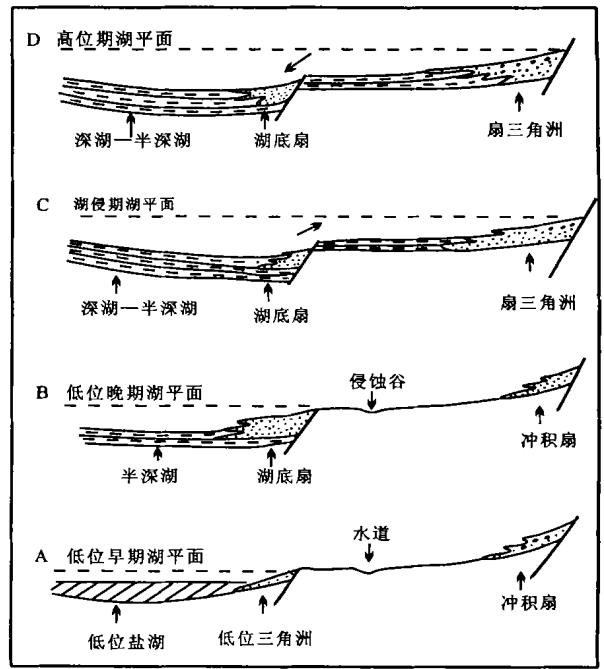 D 高位期湖平面
深湖—半深湖
湖底扇
扇三角洲
C 湖侵期湖平面
深湖—半深湖
湖底扇
扇三角洲
B 低位晚期湖平面
侵蚀谷
半深湖
湖底扇
冲积扇
A 低位早期湖平面
水道
低位盐湖
低位三角洲
冲积扇